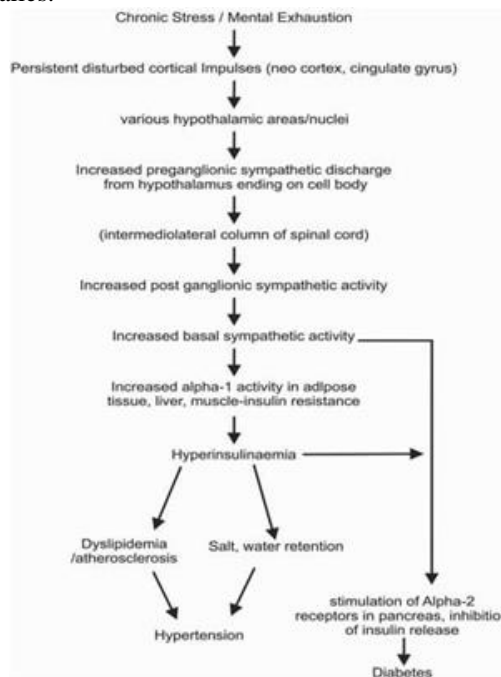 Chronic Stress / Mental Exhaustion
Persistent disturbed cortical Impulses (neo cortex, cingulate gyrus)
various hypothalamic areas/nuclei
Increased preganglionic sympathetic discharge
from hypothalamus ending on cell body
(intermediolateral column of spinal cord)
Increased post ganglionic sympathetic activity
Increased basal sympathetic activity
Increased alpha-1 activity in adlpose
tissue, liver, muscle-insulin resistance
Hyperinsulinaemia
Dyslipidemia
/atherosclerosis
Salt, water retention
Hypertension
stimulation of Alpha-2
receptors in pancreas, inhibitio
of insulin release
Diabetes